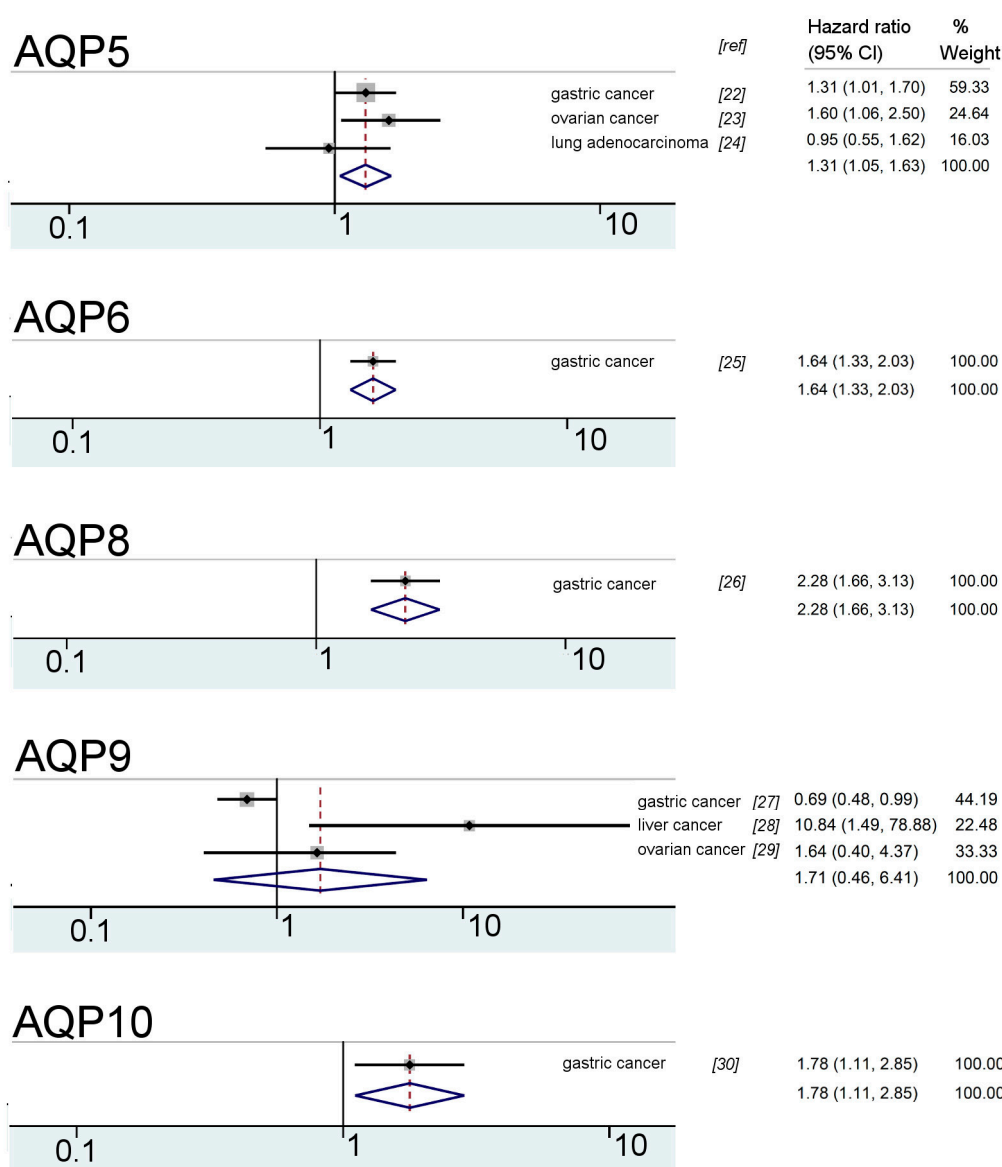 Hazard ratio %
[ref] (95% CI) Weight
AQP5
gastric cancer [22] 1.31 (1.01, 1.70) 59.33
ovarian cancer [23] 1.60 (1.06, 2.50) 24.64
lung adenocarcinoma [24] 0.95 (0.55, 1.62) 16.03
1.31 (1.05, 1.63) 100.00
0.1 1 10
AQP6
gastric cancer [25] 1.64 (1.33, 2.03) 100.00
1.64 (1.33, 2.03) 100.00
0.1 1 10
AQP8
gastric cancer [26] 2.28 (1.66, 3.13) 100.00
2.28 (1.66, 3.13) 100.00
0.1 1 10
AQP9
gastric cancer [27] 0.69 (0.48, 0.99) 44.19
liver cancer [28] 10.84 (1.49, 78.88) 22.48
ovarian cancer [29] 1.64 (0.40, 4.37) 33.33
1.71 (0.46, 6.41) 100.00
0.1 1 10
AQP10
gastric cancer [30] 1.78 (1.11, 2.85) 100.00
1.78 (1.11, 2.85) 100.00
0.1 1 10